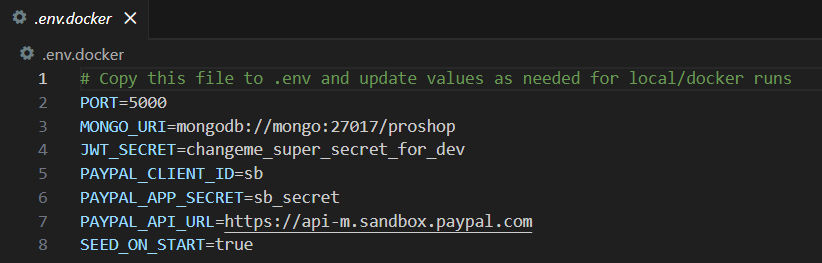 .env.docker
.env.docker
1 # Copy this file to .env and update values as needed for local/docker runs
2 PORT=5000
3 MONGO_URI=mongodb://mongo:27017/proshop
4 JWT_SECRET=changeme_super_secret_for_dev
5 PAYPAL_CLIENT_ID=sb
6 PAYPAL_APP_SECRET=sb_secret
7 PAYPAL_API_URL=https://api-m.sandbox.paypal.com
8 SEED_ON_START=true